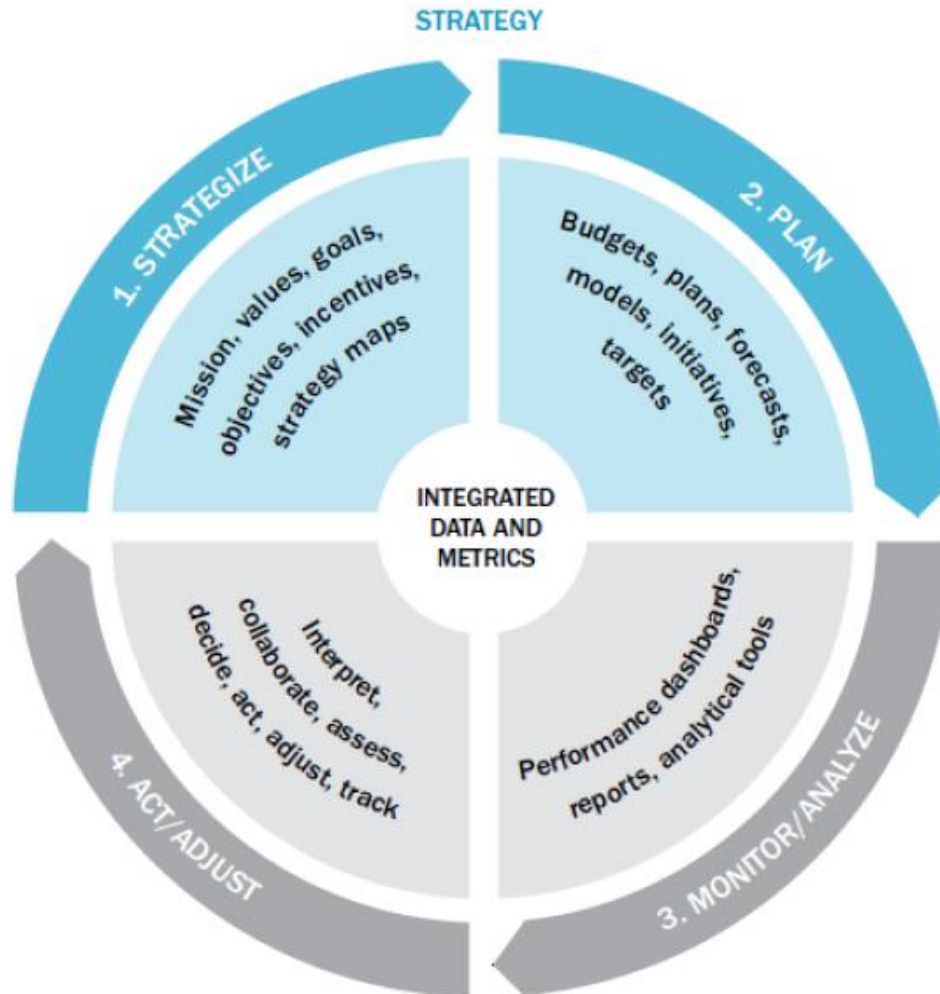 STRATEGY
1. STRATEGIZE
Mission, values, goals,
objectives, incentives,
strategy maps
2. PLAN
Budgets, plans, forecasts,
models, initiatives,
targets
INTEGRATED
DATA AND
METRICS
Performance dashboards,
reports, analytical tools
3. MONITOR/ANALYZE
Interpret,
collaborate, assess,
decide, act, adjust, track
4. ACT/ADJUST